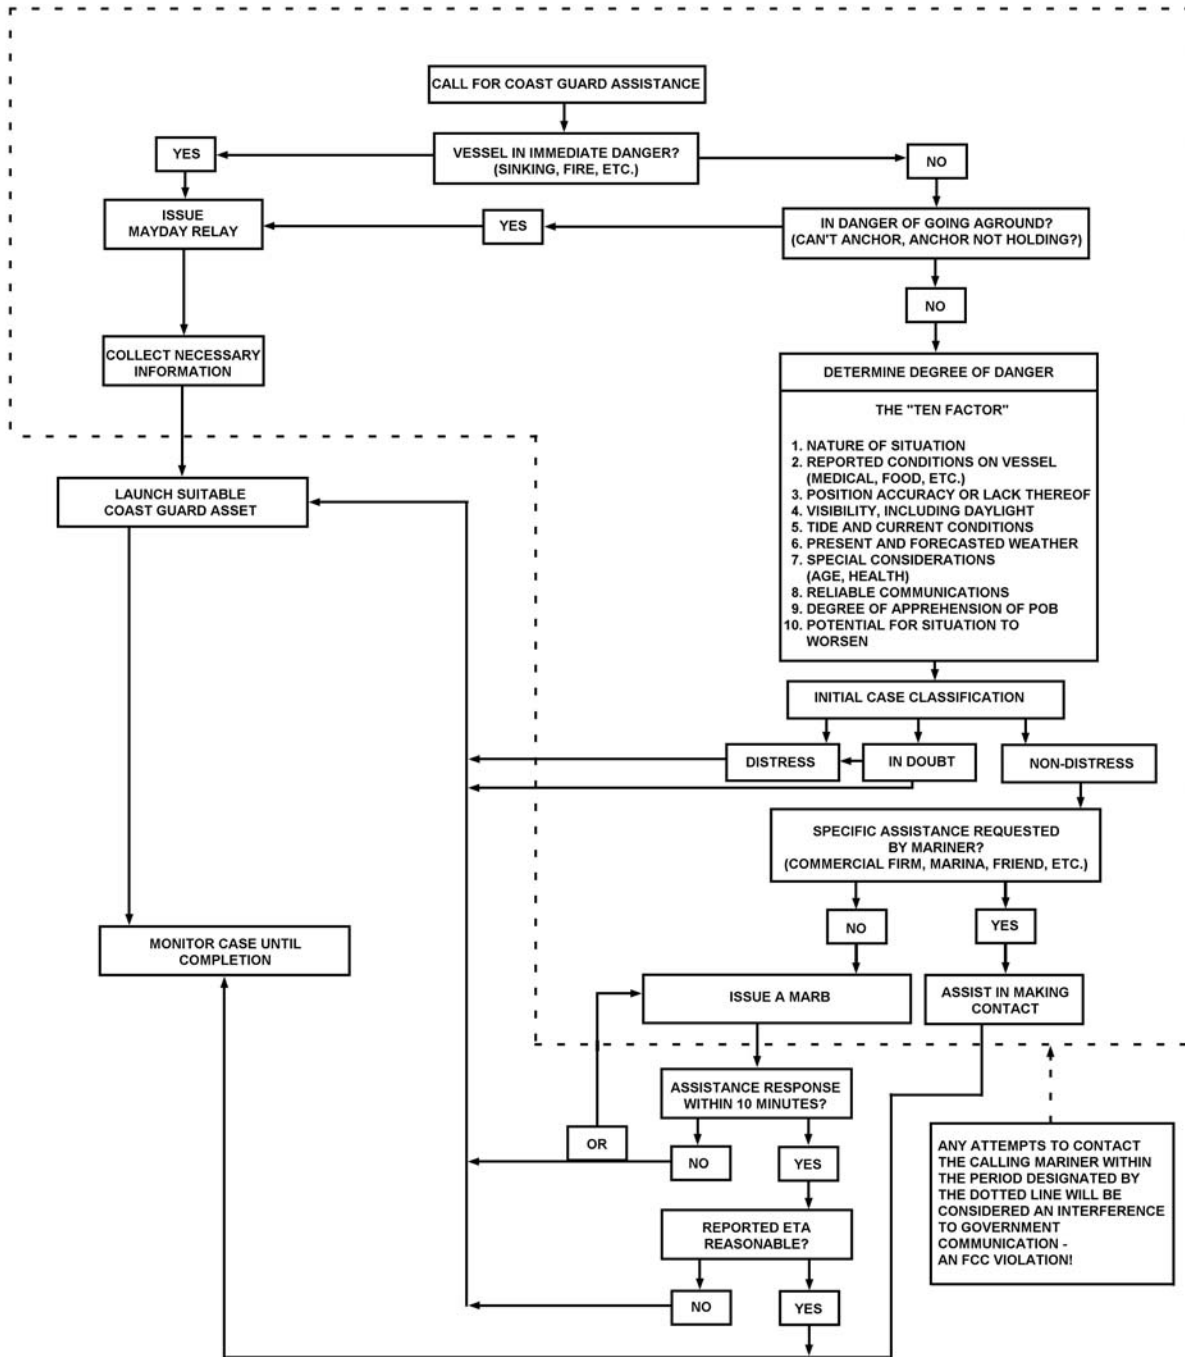 CALL FOR COAST GUARD ASSISTANCE
YES
VESSEL IN IMMEDIATE DANGER?
(SINKING, FIRE, ETC.)
NO
ISSUE
MAYDAY RELAY
YES
IN DANGER OF GOING AGROUND?
(CAN'T ANCHOR, ANCHOR NOT HOLDING?)
NO
COLLECT NECESSARY
INFORMATION
DETERMINE DEGREE OF DANGER
THE "TEN FACTOR"
1. NATURE OF SITUATION
2. REPORTED CONDITIONS ON VESSEL
(MEDICAL, FOOD, ETC.)
3. POSITION ACCURACY OR LACK THEREOF
4. VISIBILITY, INCLUDING DAYLIGHT
5. TIDE AND CURRENT CONDITIONS
6. PRESENT AND FORECASTED WEATHER
7. SPECIAL CONSIDERATIONS
(AGE, HEALTH)
8. RELIABLE COMMUNICATIONS
9. DEGREE OF APPREHENSION OF POB
10. POTENTIAL FOR SITUATION TO
WORSEN
LAUNCH SUITABLE
COAST GUARD ASSET
INITIAL CASE CLASSIFICATION
DISTRESS
IN DOUBT
NON-DISTRESS
SPECIFIC ASSISTANCE REQUESTED
BY MARINER?
(COMMERCIAL FIRM, MARINA, FRIEND, ETC.)
NO
YES
MONITOR CASE UNTIL
COMPLETION
ISSUE A MARB
ASSIST IN MAKING
CONTACT
ASSISTANCE RESPONSE
WITHIN 10 MINUTES?
OR
NO
YES
ANY ATTEMPTS TO CONTACT
THE CALLING MARINER WITHIN
THE PERIOD DESIGNATED BY
THE DOTTED LINE WILL BE
CONSIDERED AN INTERFERENCE
TO GOVERNMENT
COMMUNICATION -
AN FCC VIOLATION!
REPORTED ETA
REASONABLE?
NO
YES